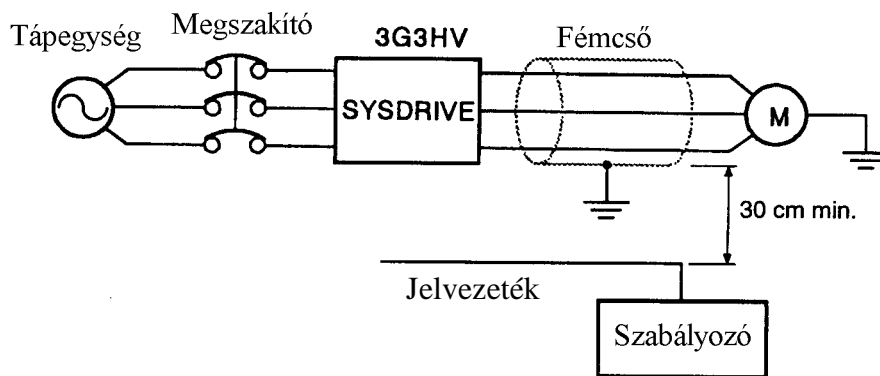 Tápegység
Megszakító
3G3HV
Fémcső
SYSDRIVE
M
30 cm min.
Jelvezeték
Szabályozó